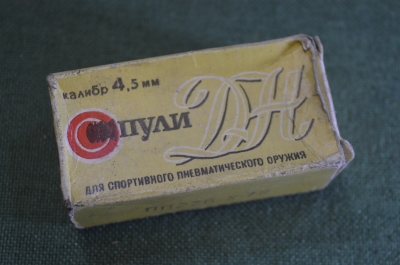 калибр 4,5 мм
пули ДН
ДЛЯ СПОРТИВНОГО ПНЕВМАТИЧЕСКОГО ОРУЖИЯ